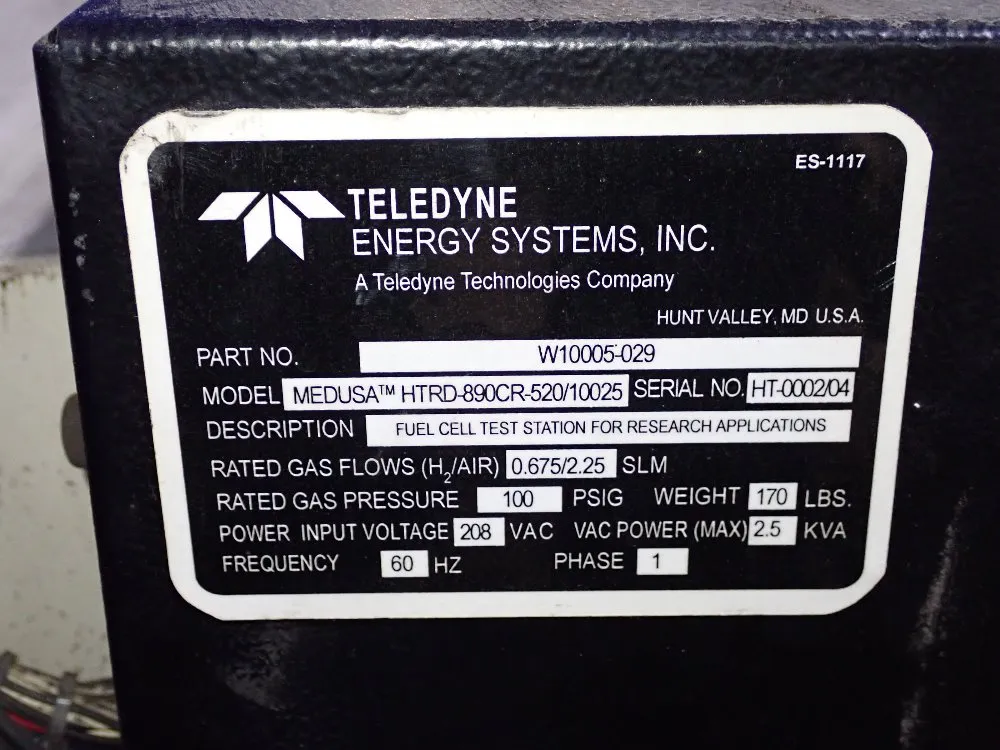 ES-1117
TELEDYNE
ENERGY SYSTEMS, INC.
A Teledyne Technologies Company
HUNT VALLEY, MD U.S.A.
PART NO. W10005-029
MODEL MEDUSA™ HTRD-890CR-520/10025 SERIAL NO. HT-0002/04
DESCRIPTION FUEL CELL TEST STATION FOR RESEARCH APPLICATIONS
RATED GAS FLOWS (H₂/AIR) 0.675/2.25 SLM
RATED GAS PRESSURE 100 PSIG WEIGHT 170 LBS.
POWER INPUT VOLTAGE 208 VAC VAC POWER (MAX) 2.5 KVA
FREQUENCY 60 HZ PHASE 1